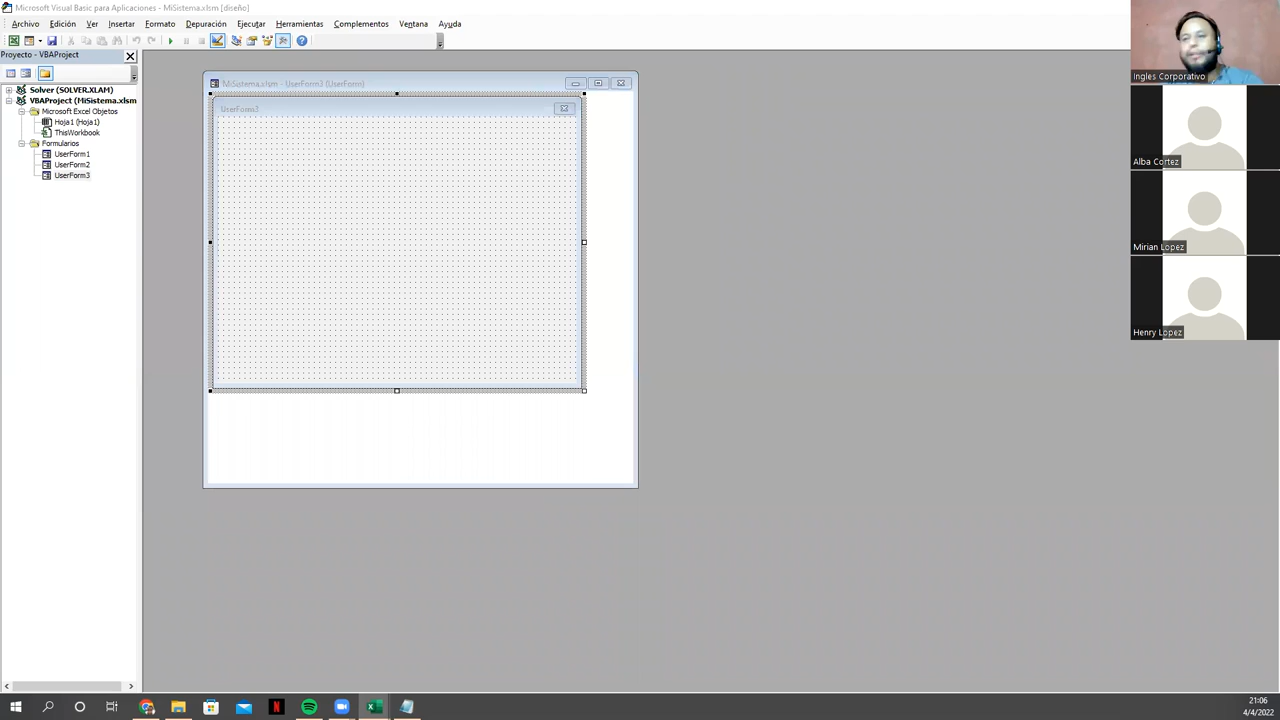 Microsoft Visual Basic para Aplicaciones - MiSistema.xlsm [diseño]
Archivo Edición Ver Insertar Formato Depuración Ejecutar Herramientas Complementos Ventana Ayuda
Proyecto - VBAProject
Solver (SOLVER.XLAM)
VBAProject (MiSistema.xlsm
Microsoft Excel Objetos
Hoja1 (Hoja1)
ThisWorkbook
Formularios
UserForm1
UserForm2
UserForm3
MiSistema.xlsm - UserForm3 (UserForm)
UserForm3
Ingles Corporativo
Alba Cortez
Mirian Lopez
Henry Lopez
21:06
4/4/2022